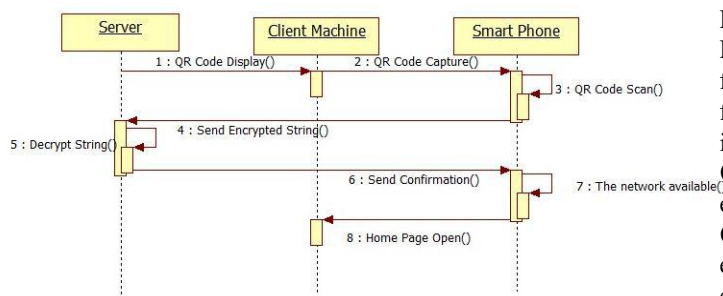 Server
Client Machine
Smart Phone
1 : QR Code Display()
2 : QR Code Capture()
3 : QR Code Scan()
4 : Send Encrypted String()
5 : Decrypt String()
6 : Send Confirmation()
7 : The network available()
8 : Home Page Open()